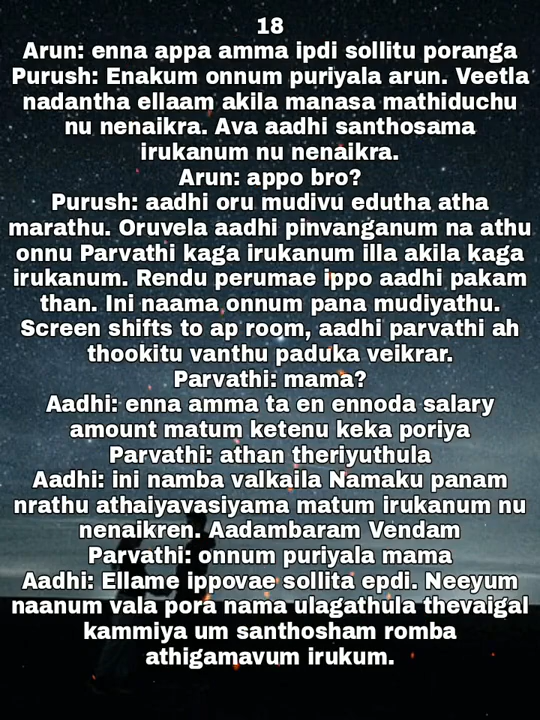 18
Arun: enna appa amma ipdi sollitu poranga
Purush: Enakum onnum puriyala arun. Veetla
nadantha ellaam akila manasa mathiduchu
nu nenaikra. Ava aadhi santhosama
irukanum nu nenaikra.
Arun: appo bro?
Purush: aadhi oru mudivu edutha atha
marathu. Oruvela aadhi pinvanganum na athu
onnu Parvathi kaga irukanum illa akila kaga
irukanum. Rendu perumae ippo aadhi pakam
than. Ini naama onnum pana mudiyathu.
Screen shifts to ap room, aadhi parvathi ah
thookitu vanthu paduka veikrar.
Parvathi: mama?
Aadhi: enna amma ta en ennoda salary
amount matum ketenu keka poriya
Parvathi: athan theriyuthula
Aadhi: ini namba valkaila Namaku panam
nrathu athaiyavasiyama matum irukanum nu
nenaikren. Aadambaram Vendam
Parvathi: onnum puriyala mama
Aadhi: Ellame ippovae sollita epdi. Neeyum
naanum vala pora nama ulagathula thevaigal
kammiya um santhosham romba
athigamavum irukum.